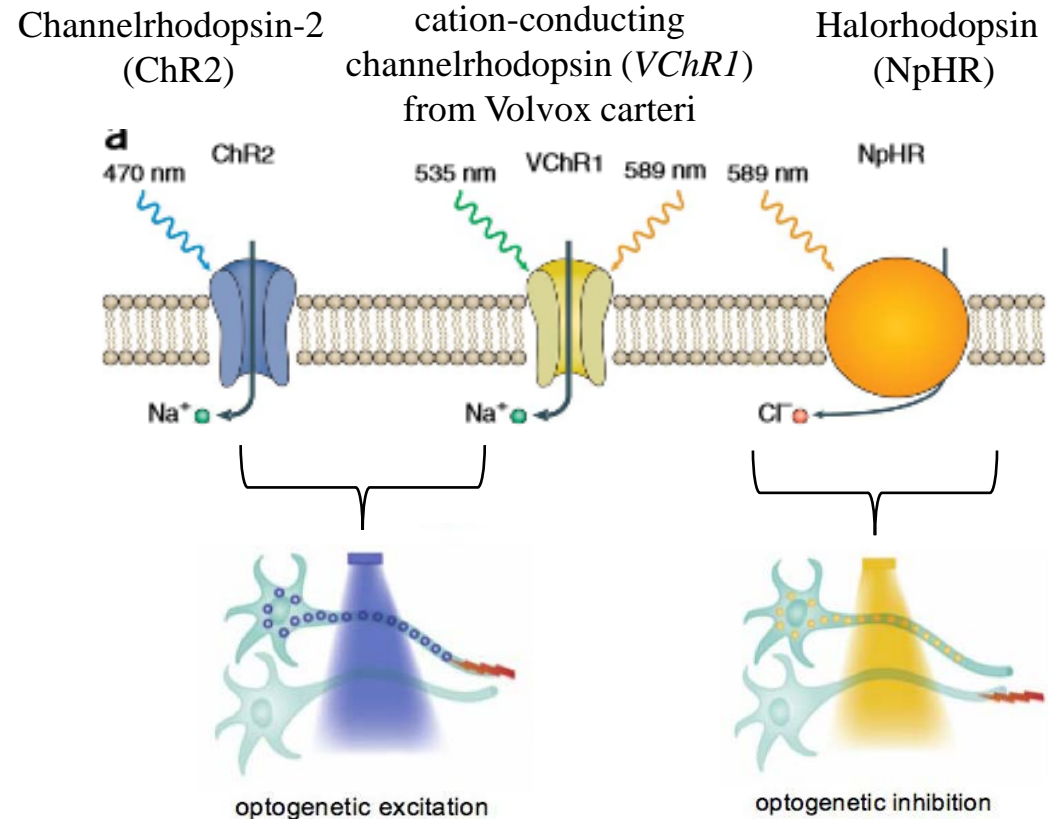 Channelrhodopsin-2
(ChR2)
cation-conducting
channelrhodopsin (VChR1)
from Volvox carteri
Halorhodopsin
(NpHR)
a
ChR2
470 nm
535 nm
VChR1
589 nm
589 nm
NpHR
Na⁺
Na⁺
Cl⁻
optogenetic excitation
optogenetic inhibition